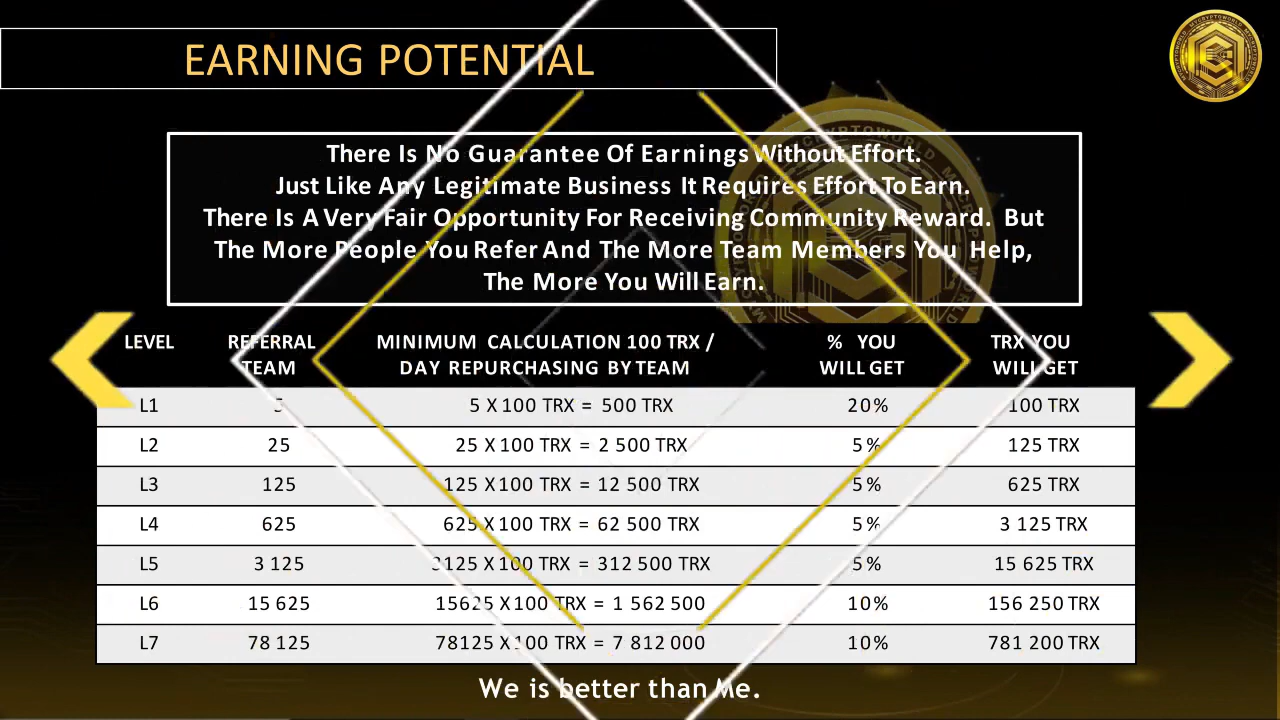 EARNING POTENTIAL
There Is No Guarantee Of Earnings Without Effort.
Just Like Any Legitimate Business It Requires Effort To Earn.
There Is A Very Fair Opportunity For Receiving Community Reward. But
The More People You Refer And The More Team Members You Help,
The More You Will Earn.
LEVEL REFERRAL TEAM MINIMUM CALCULATION 100 TRX / DAY REPURCHASING BY TEAM % YOU WILL GET TRX YOU WILL GET
L1 5 5 X 100 TRX = 500 TRX 20% 100 TRX
L2 25 25 X 100 TRX = 2 500 TRX 5% 125 TRX
L3 125 125 X 100 TRX = 12 500 TRX 5% 625 TRX
L4 625 625 X 100 TRX = 62 500 TRX 5% 3 125 TRX
L5 3 125 3125 X 100 TRX = 312 500 TRX 5% 15 625 TRX
L6 15 625 15625 X 100 TRX = 1 562 500 10% 156 250 TRX
L7 78 125 78125 X 100 TRX = 7 812 000 10% 781 200 TRX
We is better than Me.